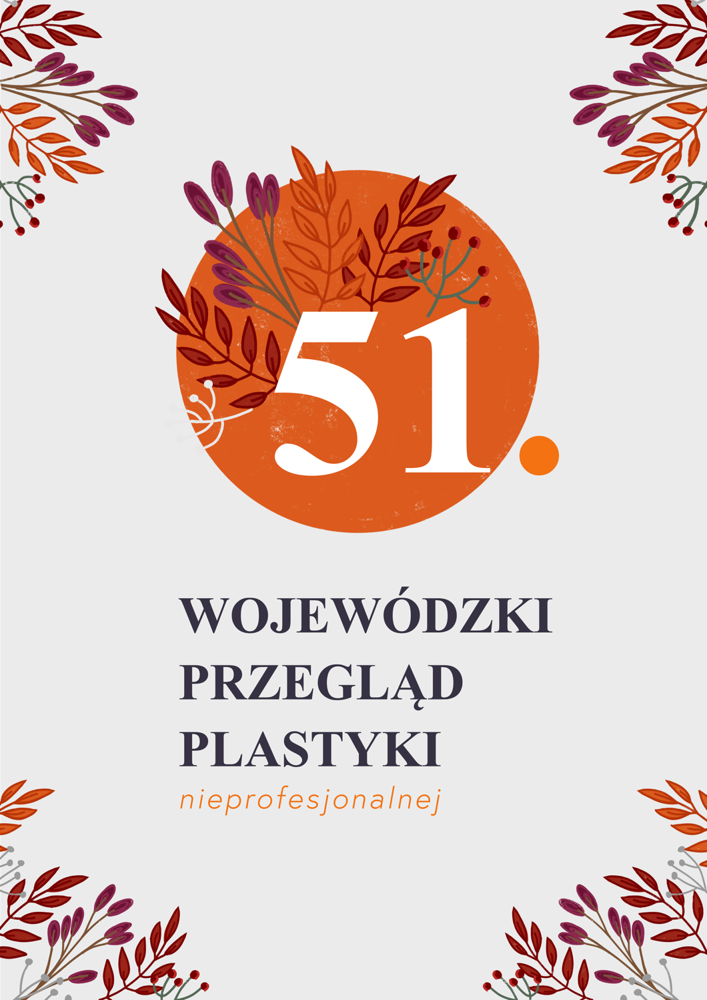 51.
WOJEWÓDZKI
PRZEGLĄD
PLASTYKI
nieprofesjonalnej